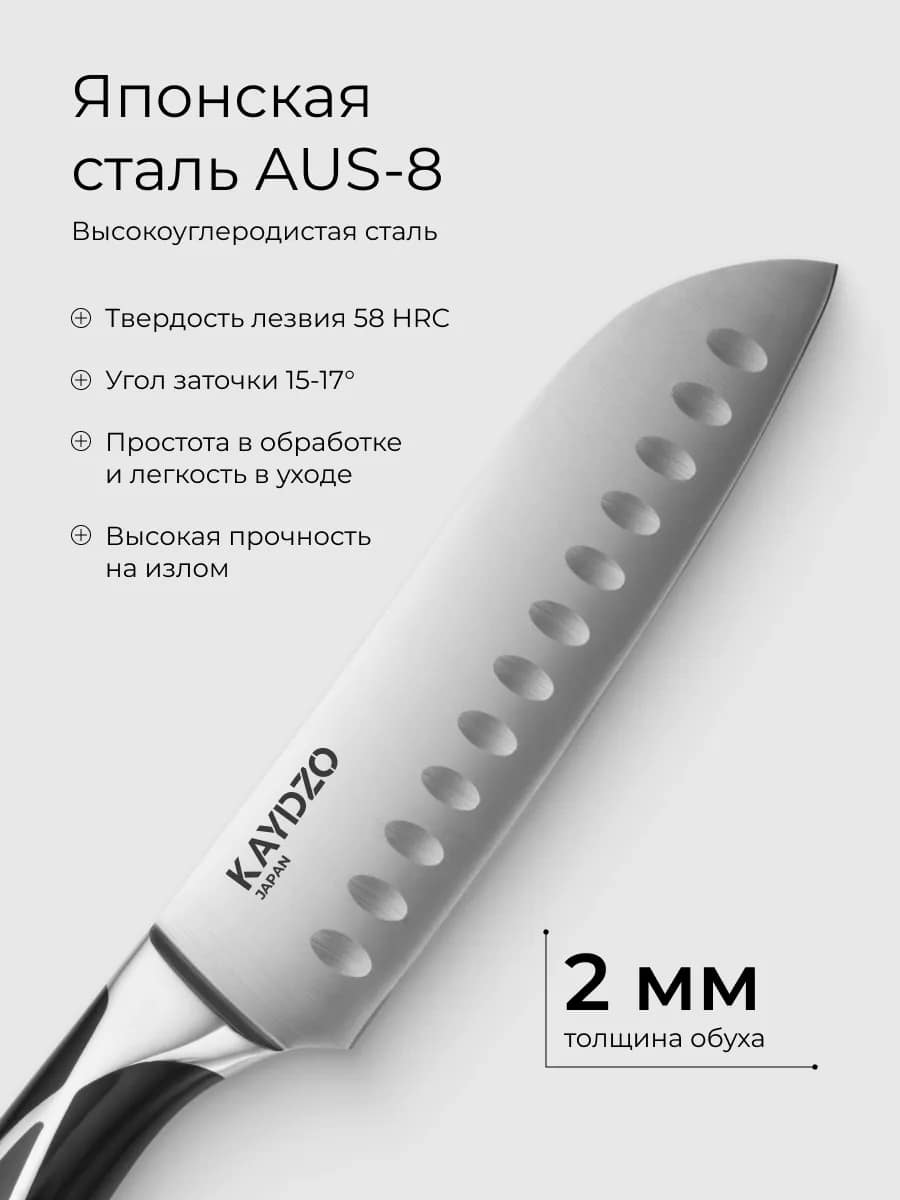 Японская
сталь AUS-8
Высокоуглеродистая сталь
Твердость лезвия 58 HRC
Угол заточки 15-17°
Простота в обработке
и легкость в уходе
Высокая прочность
на излом
KAYIDZO
JAPAN
2 мм
толщина обуха